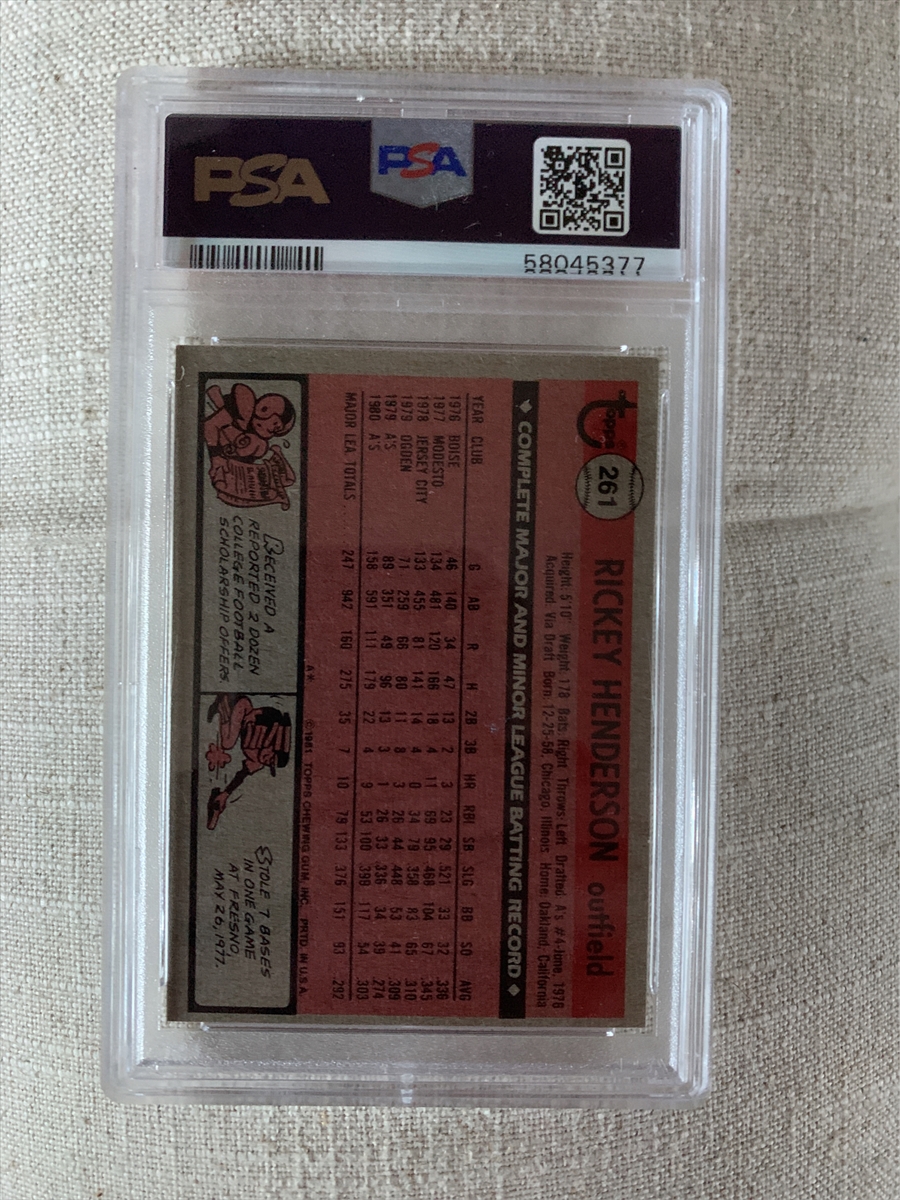 PSA
PSA
58045377
Topps
261
RICKEY HENDERSON outfield
Height: 5'10" Weight: 178 Bats: Right Throws: Left Drafted A's #4-June, 1976
Acquired: Via Draft Born: 12-25-58, Chicago, Illinois Home: Oakland, California
COMPLETE MAJOR AND MINOR LEAGUE BATTING RECORD
YEAR CLUB G AB R H 2B 3B HR RBI SB SLG BB SO AVG
1976 BOISE 46 140 34 47 13 2 3 23 29 .521 33 32 .336
1977 MODESTO 134 481 120 166 18 4 11 69 95 .468 104 67 .345
1978 JERSEY CITY 133 455 81 141 14 4 0 34 79 .358 83 65 .310
1979 OGDEN 71 259 66 80 11 8 3 26 44 .448 53 41 .309
1979 A'S 89 351 49 96 13 3 1 26 33 .336 34 39 .274
1980 A'S 158 591 111 179 22 4 9 53 100 .398 117 54 .303
MAJOR LEA. TOTALS... 247 942 160 275 35 7 10 79 133 .376 151 93 .292
A* ©1981 TOPPS CHEWING GUM, INC. PRTD. IN U.S.A.
RECEIVED A
REPORTED 2 DOZEN
COLLEGE FOOTBALL
SCHOLARSHIP OFFERS
STOLE 7 BASES
IN ONE GAME
AT FRESNO,
MAY 26, 1977.